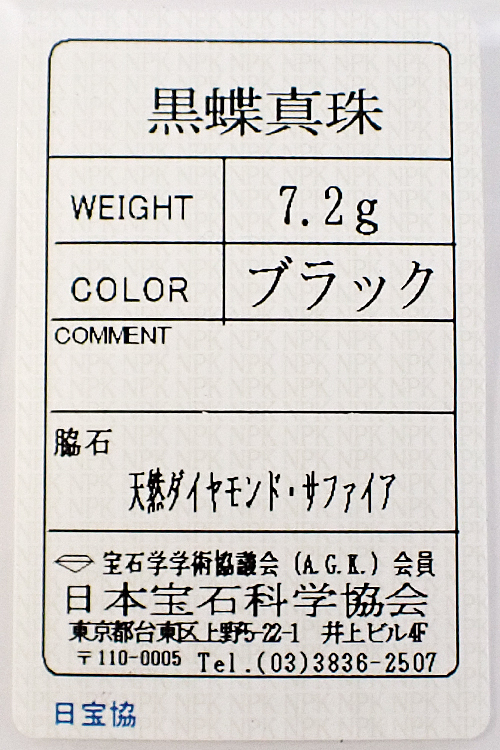 黒蝶真珠
WEIGHT 7.2g
COLOR ブラック
COMMENT
脇石
天然ダイヤモンド・サファイア
宝石学学術協議会(A.G.K.)会員
日本宝石科学協会
東京都台東区上野5-22-1 井上ビル4F
〒110-0005 Tel.(03)3836-2507
日宝協